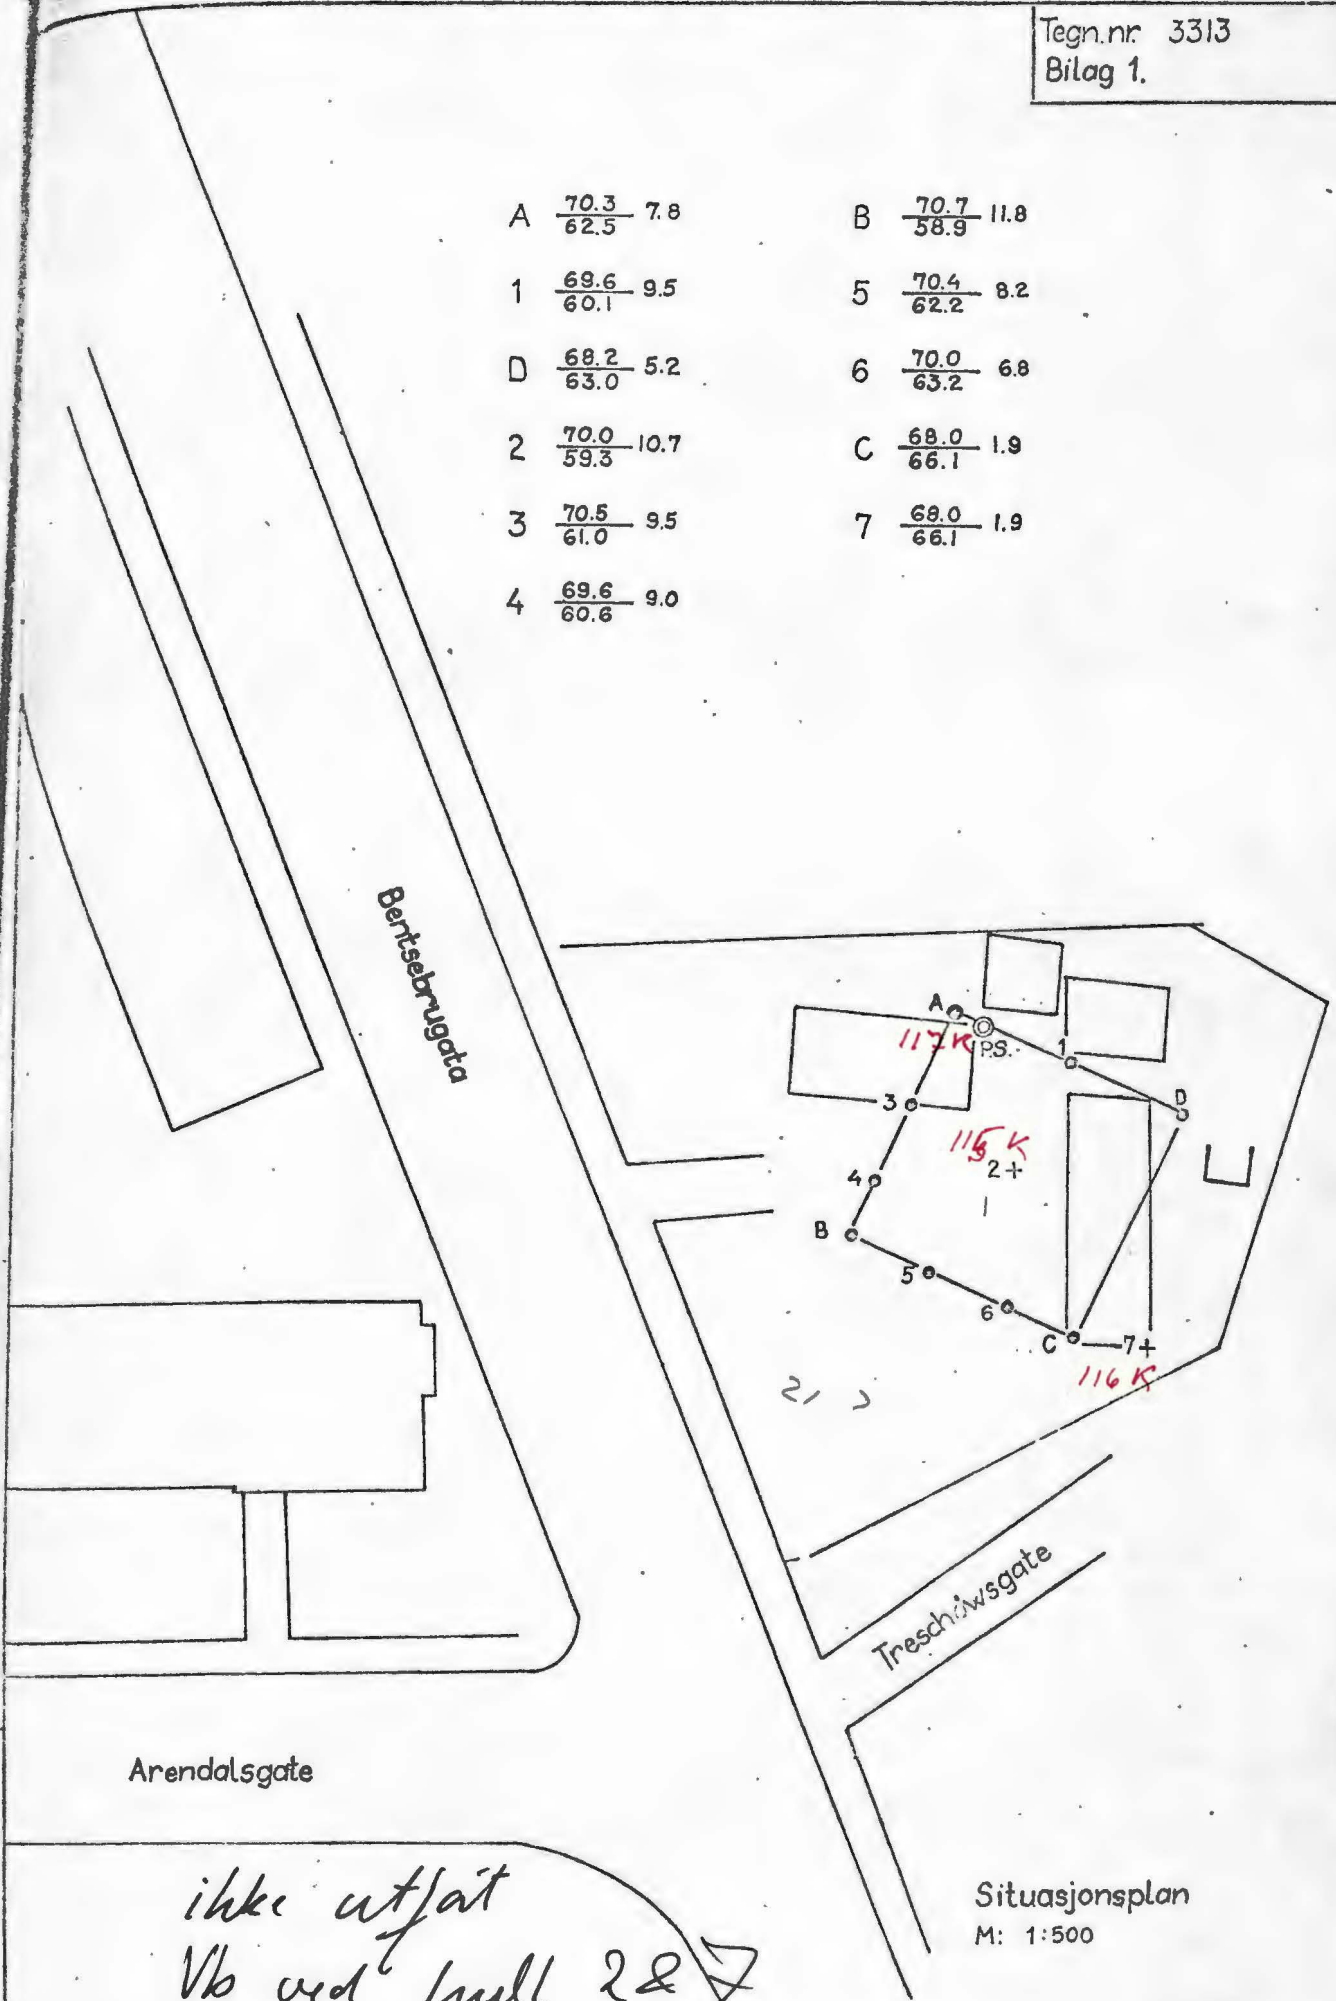 Tegn.nr. 3313
Bilag 1.
A 70.3 / 62.5 7.8
1 69.6 / 60.1 9.5
D 68.2 / 63.0 5.2
2 70.0 / 59.3 10.7
3 70.5 / 61.0 9.5
4 69.6 / 60.6 9.0
B 70.7 / 58.9 11.8
5 70.4 / 62.2 8.2
6 70.0 / 63.2 6.8
C 68.0 / 66.1 1.9
7 68.0 / 66.1 1.9
Bentsebrugata
A
117 K
P.S.
1
D
3
115 K
2+
4
B
5
6
C
7+
116 K
Treschowsgate
Arendalsgate
ikke utført
Vb ved hull 2 & 7
Situasjonsplan
M: 1:500